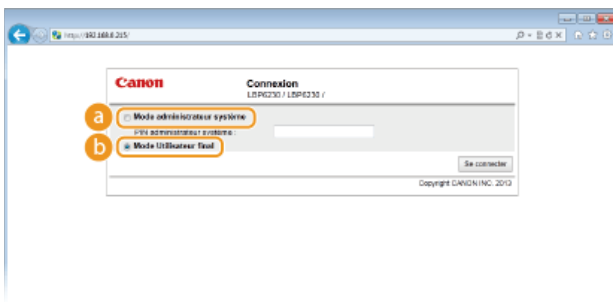 http://192.168.0.215/
Canon
Connexion
LBP6230 / LBP6230 /
a
Mode administrateur système
PIN administrateur système :
b
Mode Utilisateur final
Se connecter
Copyright CANON INC. 2013